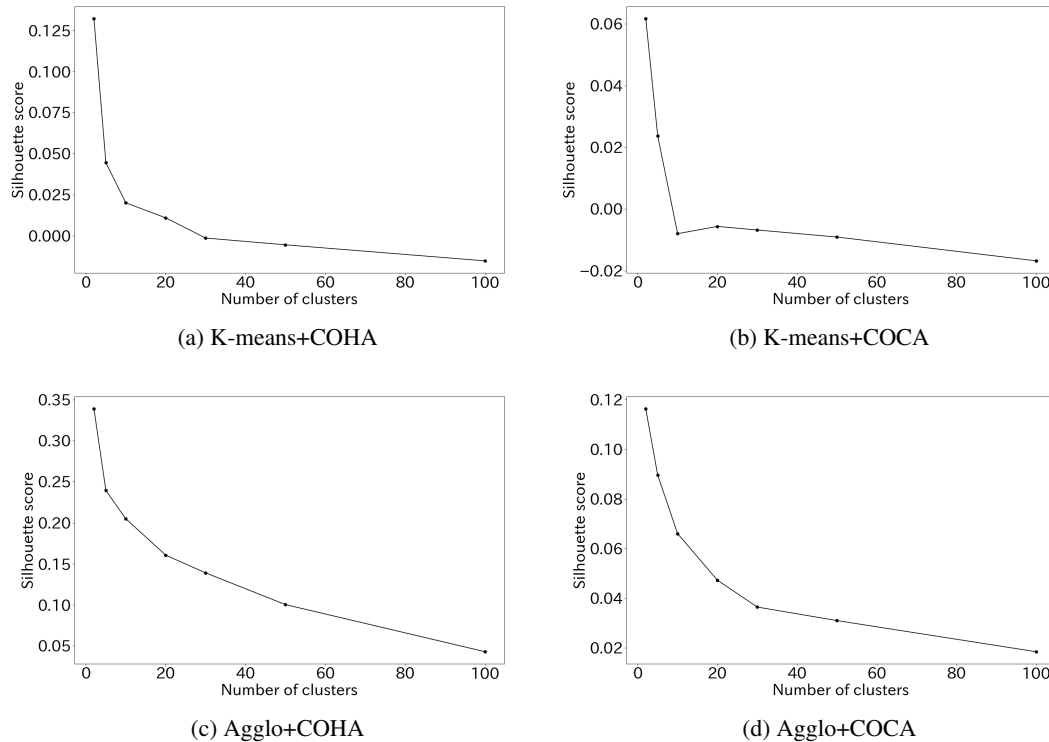 0.125
0.100
0.050
0.025
0.000
Silhouette score
0 20 40 60 80 100
Number of clusters
(a) K-means+COHA
0.06
0.04
0.02
0.00
−0.02
Silhouette score
0 20 40 60 80 100
Number of clusters
(b) K-means+COCA
0.35
0.30
0.25
0.20
0.15
0.10
0.05
Silhouette score
0 20 40 60 80 100
Number of clusters
(c) Agglo+COHA
0.12
0.10
0.08
0.06
0.04
0.02
Silhouette score
0 20 40 60 80 100
Number of clusters
(d) Agglo+COCA